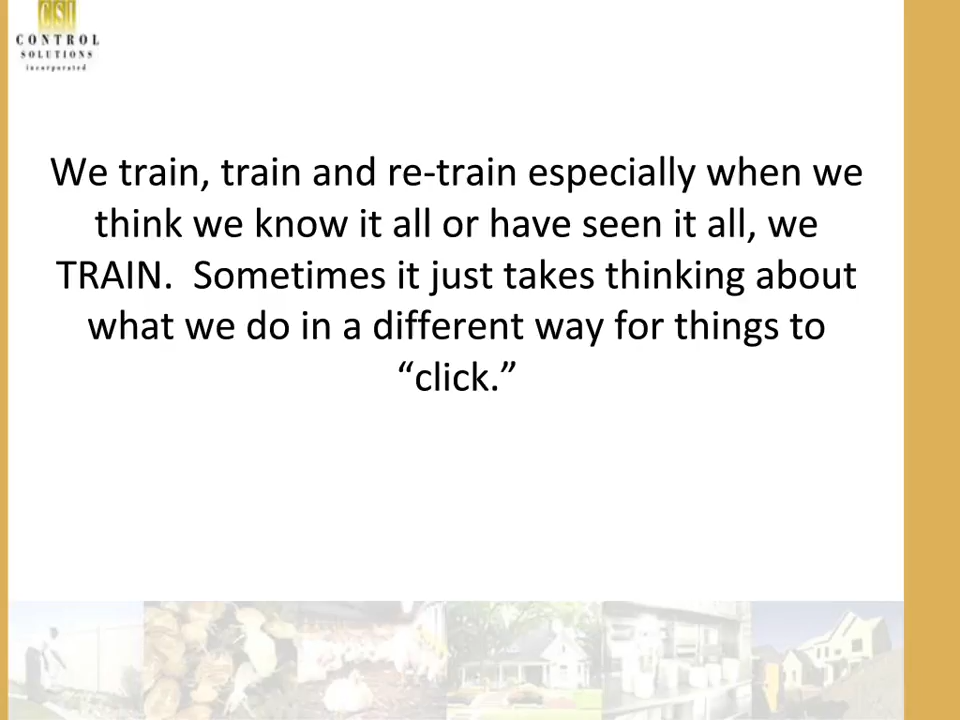 CSI
CONTROL
SOLUTIONS
incorporated
We train, train and re-train especially when we
think we know it all or have seen it all, we
TRAIN.  Sometimes it just takes thinking about
what we do in a different way for things to
“click.”